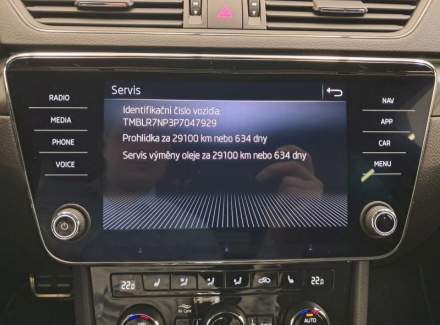 Servis
Identifikační číslo vozidla:
TMBLR7NP3P7047929
Prohlídka za 29100 km nebo 634 dny
Servis výměny oleje za 29100 km nebo 634 dny
RADIO
MEDIA
PHONE
VOICE
NAV
APP
CAR
MENU
22.0
22.0
AUTO